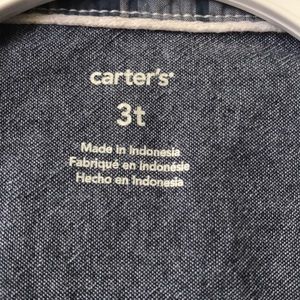 carter's®
3t
Made in Indonesia
Fabriqué en Indonésie
Hecho en Indonesia